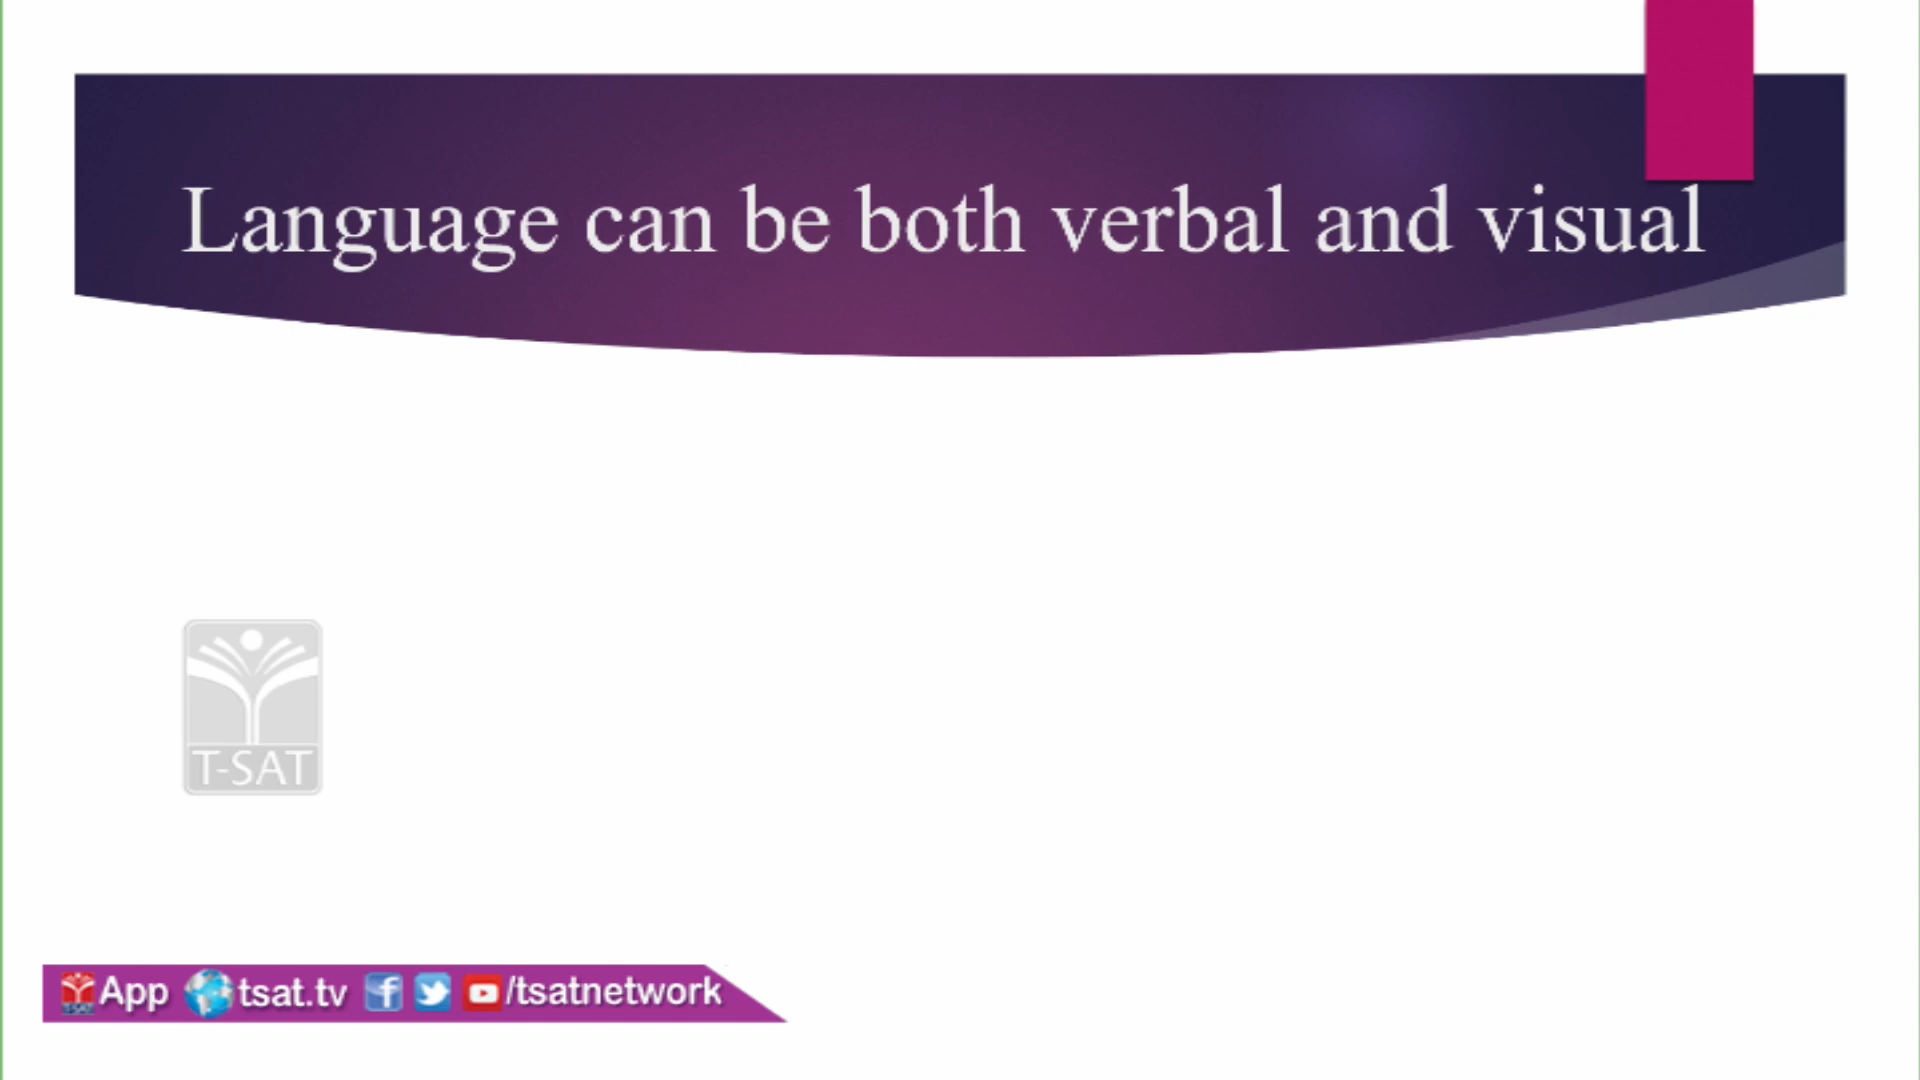 Language can be both verbal and visual
T-SAT
App tsat.tv /tsatnetwork